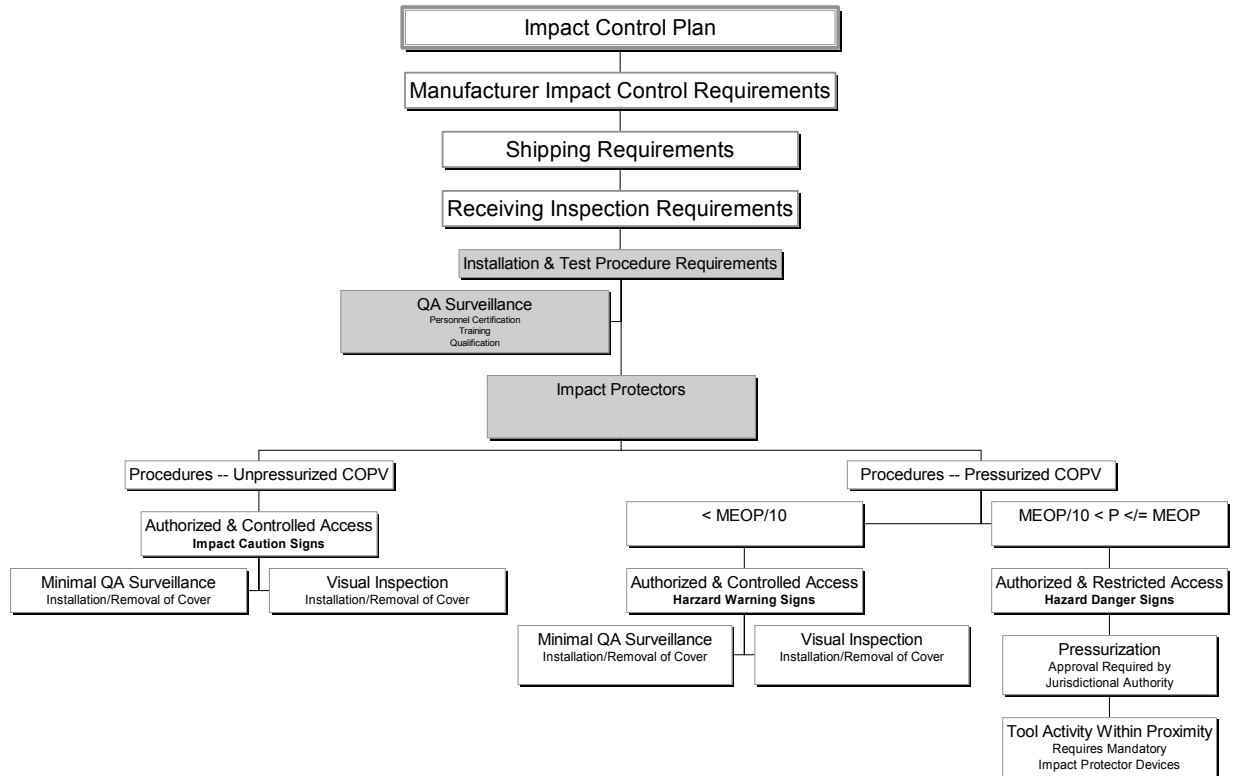 Impact Control Plan
Manufacturer Impact Control Requirements
Shipping Requirements
Receiving Inspection Requirements
Installation & Test Procedure Requirements
QA Surveillance
Personnel Certification
Training
Qualification
Impact Protectors
Procedures -- Unpressurized COPV
Authorized & Controlled Access
Impact Caution Signs
Minimal QA Surveillance
Installation/Removal of Cover
Visual Inspection
Installation/Removal of Cover
Procedures -- Pressurized COPV
< MEOP/10
Authorized & Controlled Access
Harzard Warning Signs
Minimal QA Surveillance
Installation/Removal of Cover
Visual Inspection
Installation/Removal of Cover
MEOP/10 < P </= MEOP
Authorized & Restricted Access
Hazard Danger Signs
Pressurization
Approval Required by
Jurisdictional Authority
Tool Activity Within Proximity
Requires Mandatory
Impact Protector Devices